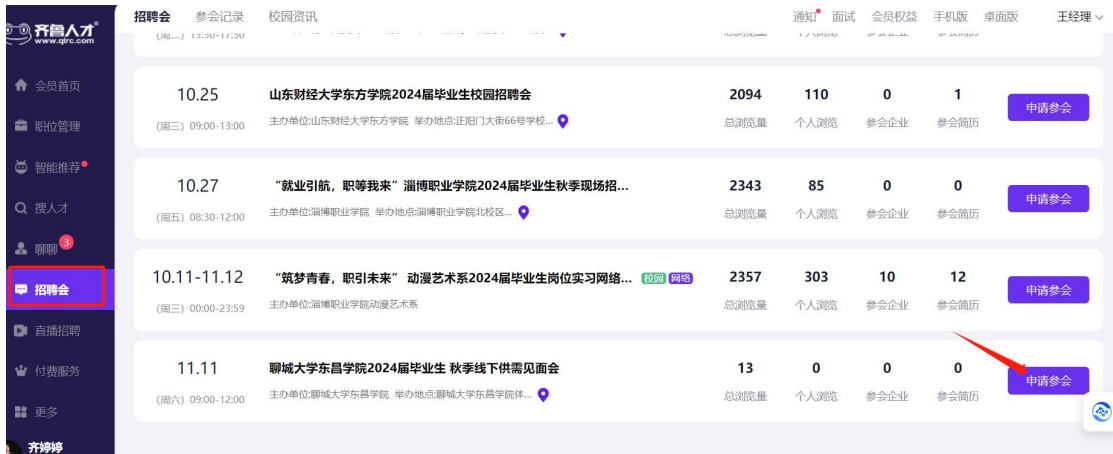 齐鲁人才®
www.qlrc.com
招聘会 参会记录 校园资讯 通知 面试 会员权益 手机版 桌面版 王经理
会员首页
职位管理
智能推荐
搜人才
聊聊 3
招聘会
直播招聘
付费服务
更多
齐婷婷
(周二) 13:30-17:30
10.25 山东财经大学东方学院2024届毕业生校园招聘会 2094 110 0 1 申请参会
(周三) 09:00-13:00 主办单位:山东财经大学东方学院 举办地点:正阳门大街66号学校... 总浏览量 个人浏览 参会企业 参会简历
10.27 “就业引航，职等我来”淄博职业学院2024届毕业生秋季现场招... 2343 85 0 0 申请参会
(周五) 08:30-12:00 主办单位:淄博职业学院 举办地点:淄博职业学院北校区... 总浏览量 个人浏览 参会企业 参会简历
10.11-11.12 “筑梦青春，职引未来” 动漫艺术系2024届毕业生岗位实习网络... 校园 网络 2357 303 10 12 申请参会
(周三) 00:00-23:59 主办单位:淄博职业学院动漫艺术系 总浏览量 个人浏览 参会企业 参会简历
11.11 聊城大学东昌学院2024届毕业生 秋季线下供需见面会 13 0 0 0 申请参会
(周六) 09:00-12:00 主办单位:聊城大学东昌学院 举办地点:聊城大学东昌学院体... 总浏览量 个人浏览 参会企业 参会简历